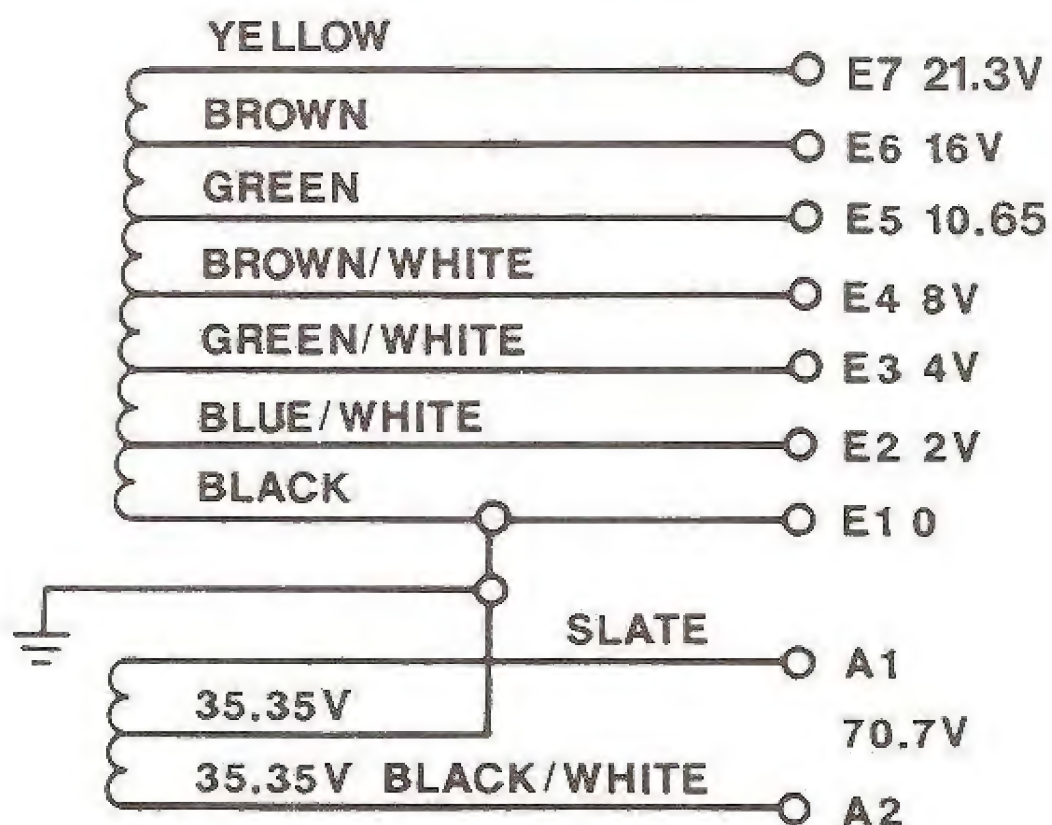 YELLOW
E7 21.3V
BROWN
E6 16V
GREEN
E5 10.65
BROWN/WHITE
E4 8V
GREEN/WHITE
E3 4V
BLUE/WHITE
E2 2V
BLACK
E1 0
SLATE
A1
35.35V
70.7V
35.35V BLACK/WHITE
A2